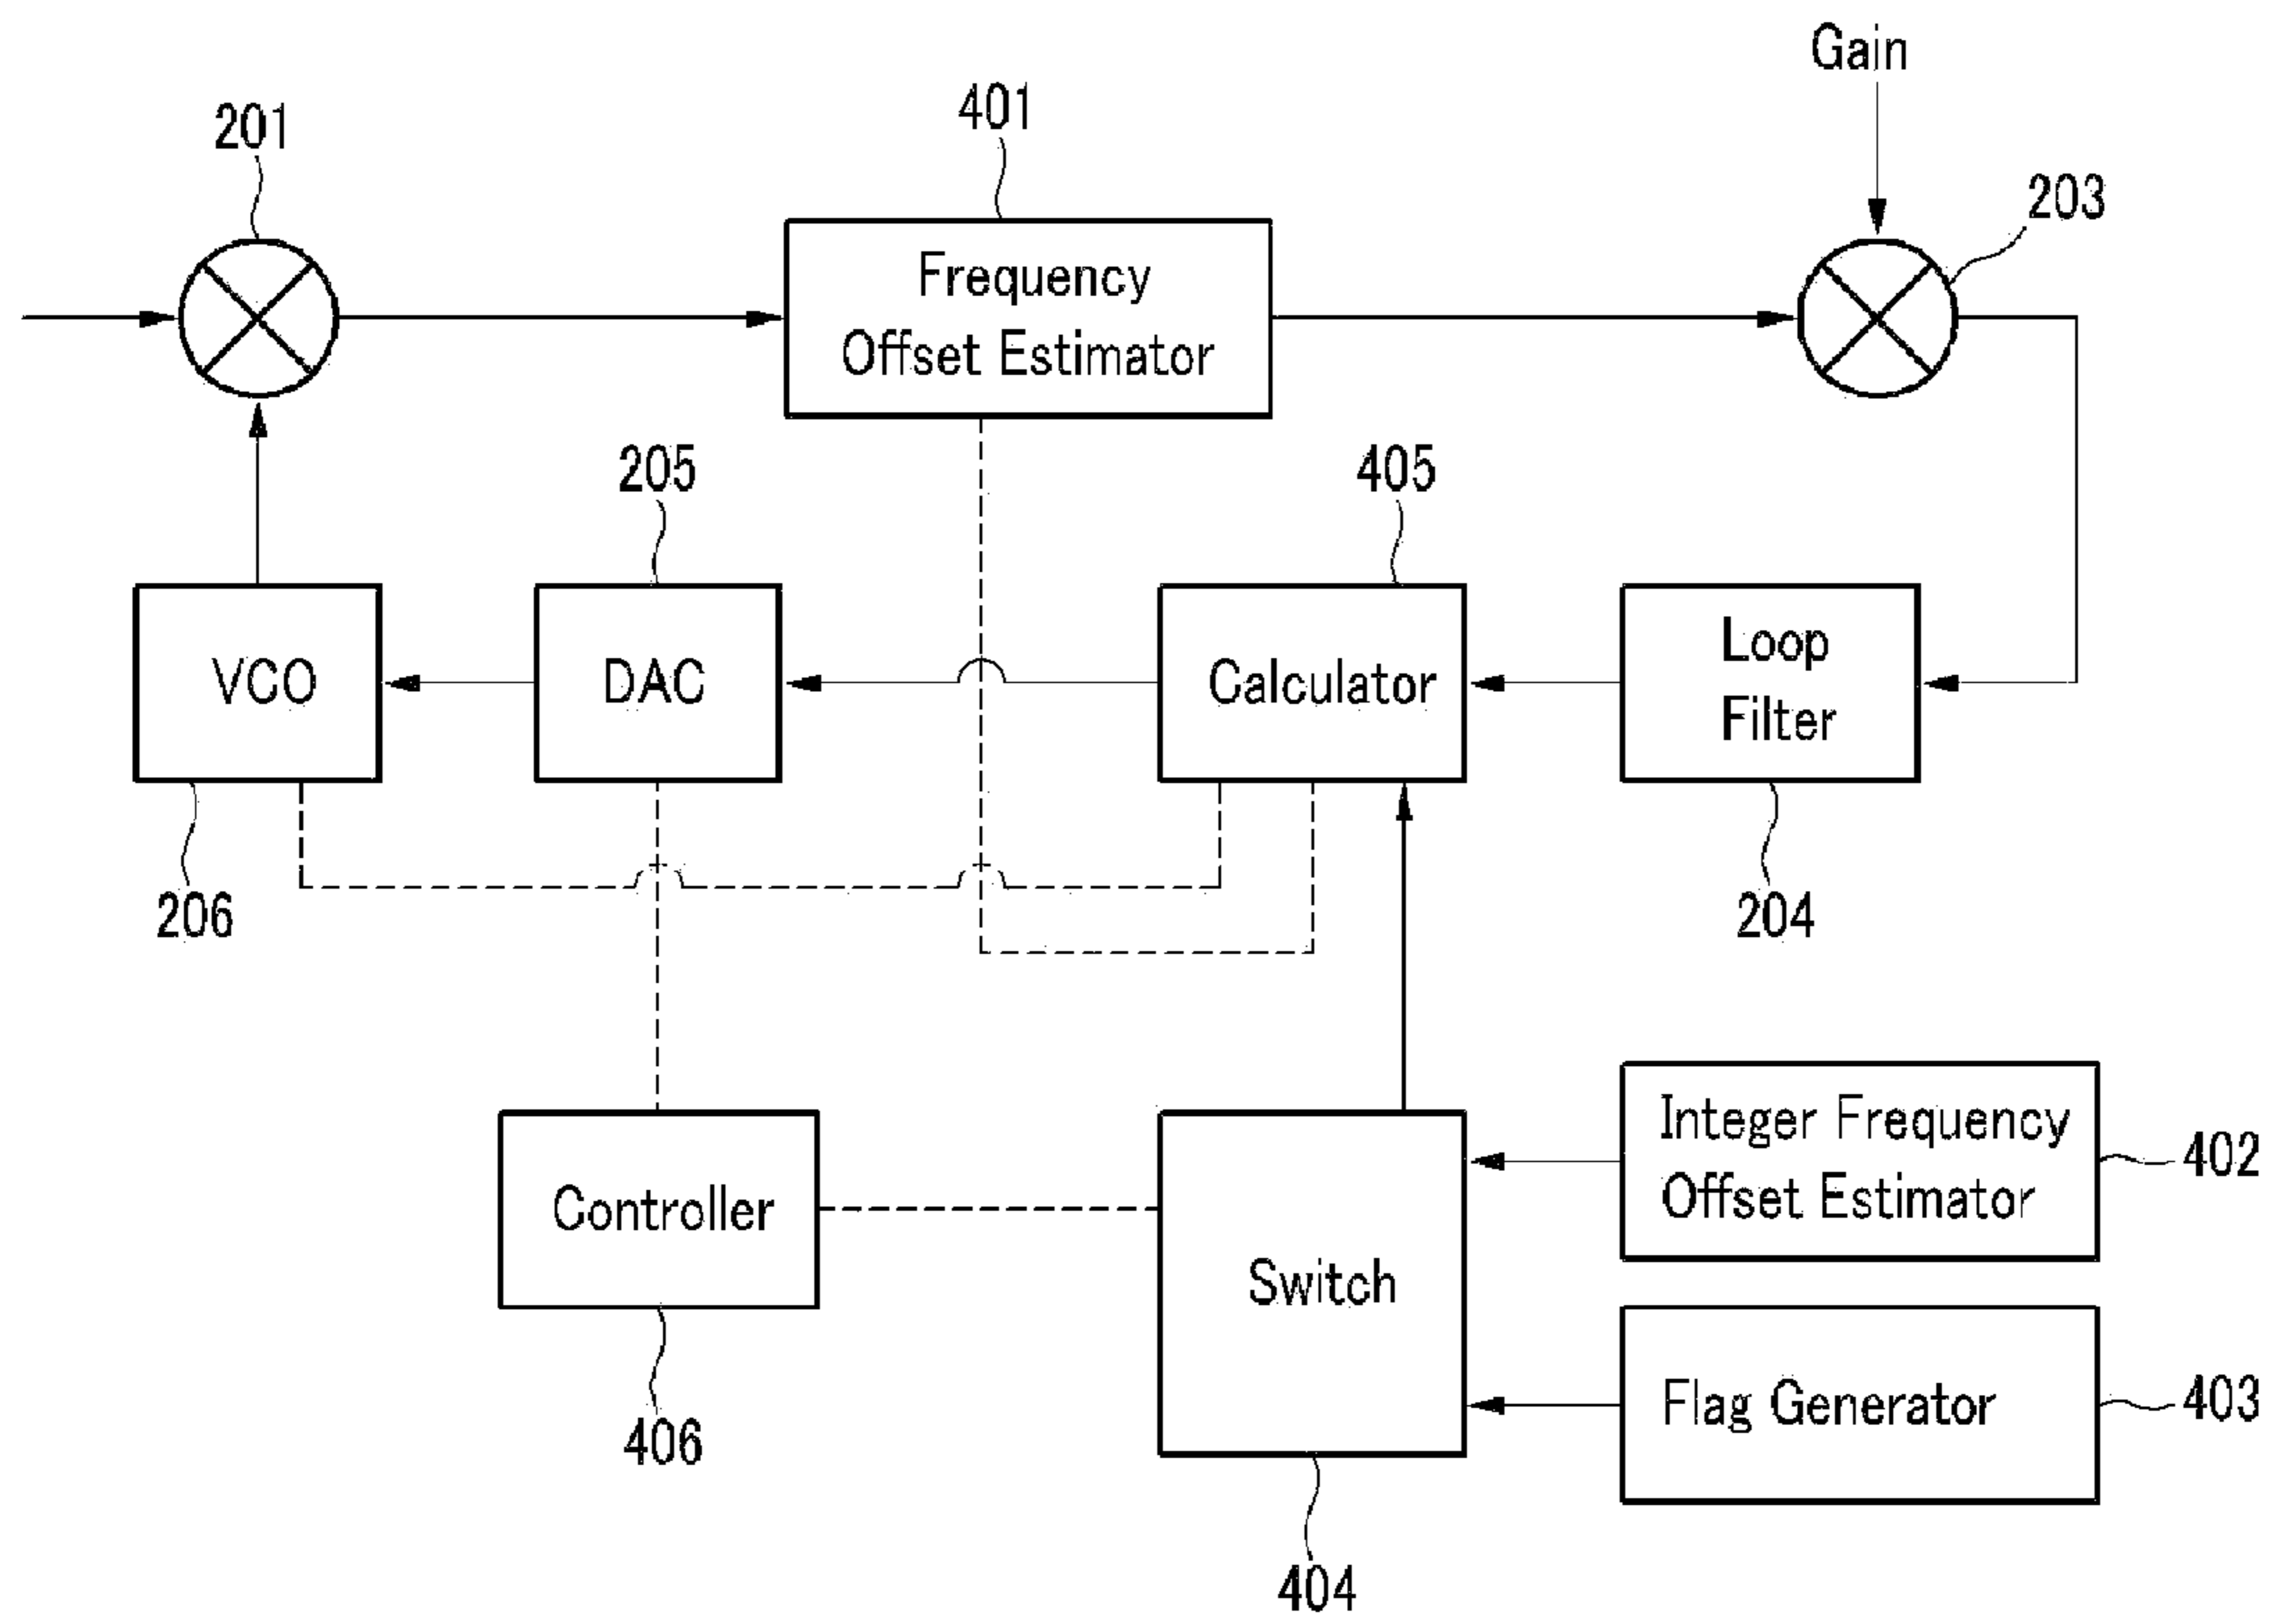 Gain
201
401
203
Frequency
Offset Estimator
205
405
VCO
DAC
Calculator
Loop
Filter
206
204
Integer Frequency
Offset Estimator
402
Controller
Switch
Flag Generator
403
406
404